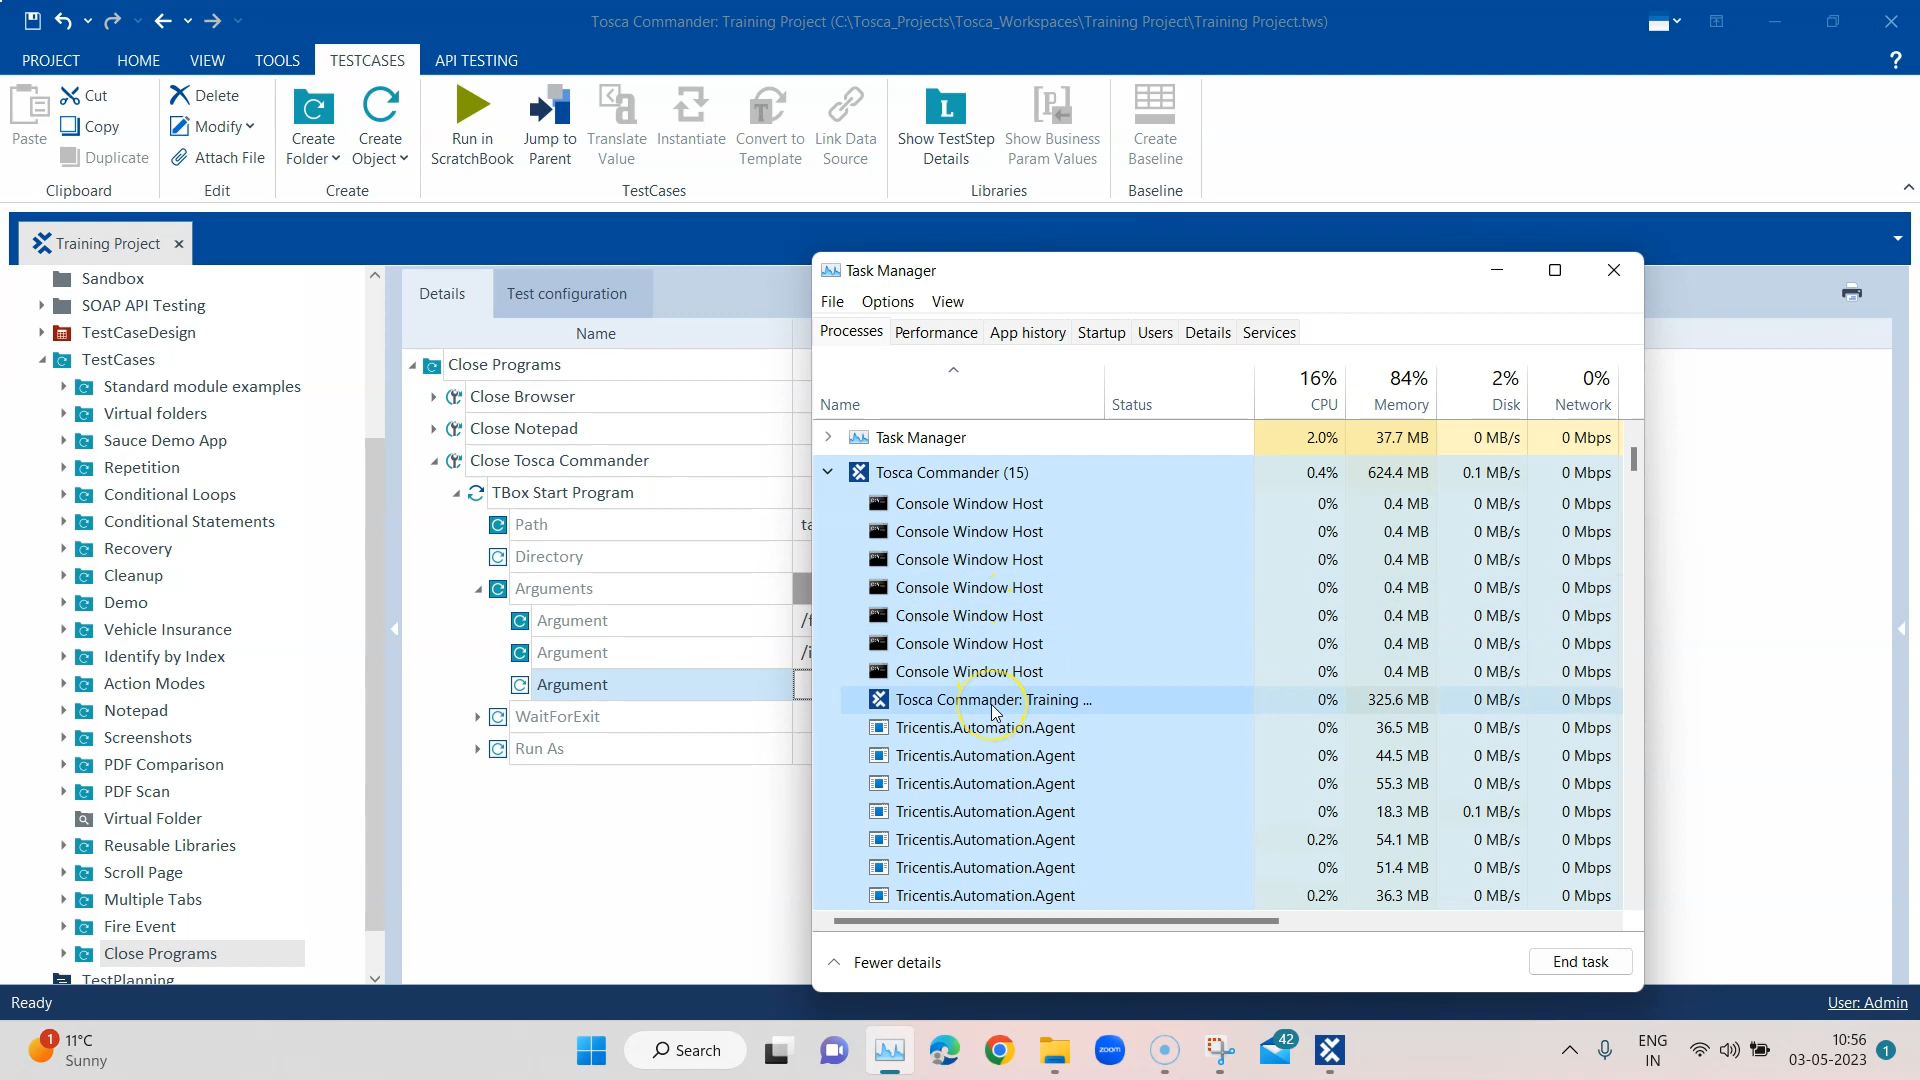 Tosca Commander: Training Project (C:\Tosca_Projects\Tosca_Workspaces\Training Project\Training Project.tws)
PROJECT HOME VIEW TOOLS TESTCASES API TESTING ?
Paste Cut Copy Duplicate
Clipboard
Delete Modify Attach File
Edit
Create Folder Create Object
Create
Run in ScratchBook Jump to Parent Translate Value Instantiate Convert to Template Link Data Source
TestCases
Show TestStep Details Show Business Param Values
Libraries
Create Baseline
Baseline
Training Project
Sandbox
SOAP API Testing
TestCaseDesign
TestCases
Standard module examples
Virtual folders
Sauce Demo App
Repetition
Conditional Loops
Conditional Statements
Recovery
Cleanup
Demo
Vehicle Insurance
Identify by Index
Action Modes
Notepad
Screenshots
PDF Comparison
PDF Scan
Virtual Folder
Reusable Libraries
Scroll Page
Multiple Tabs
Fire Event
Close Programs
TestPlanning
Details Test configuration
Name
Close Programs
Close Browser
Close Notepad
Close Tosca Commander
TBox Start Program
Path
Directory
Arguments
Argument
Argument /i
Argument
WaitForExit
Run As
Task Manager
File Options View
Processes Performance App history Startup Users Details Services
16% 84% 2% 0%
Name Status CPU Memory Disk Network
Task Manager 2.0% 37.7 MB 0 MB/s 0 Mbps
Tosca Commander (15) 0.4% 624.4 MB 0.1 MB/s 0 Mbps
Console Window Host 0% 0.4 MB 0 MB/s 0 Mbps
Console Window Host 0% 0.4 MB 0 MB/s 0 Mbps
Console Window Host 0% 0.4 MB 0 MB/s 0 Mbps
Console Window Host 0% 0.4 MB 0 MB/s 0 Mbps
Console Window Host 0% 0.4 MB 0 MB/s 0 Mbps
Console Window Host 0% 0.4 MB 0 MB/s 0 Mbps
Console Window Host 0% 0.4 MB 0 MB/s 0 Mbps
Tosca Commander: Training ... 0% 325.6 MB 0 MB/s 0 Mbps
Tricentis.Automation.Agent 0% 36.5 MB 0 MB/s 0 Mbps
Tricentis.Automation.Agent 0% 44.5 MB 0 MB/s 0 Mbps
Tricentis.Automation.Agent 0% 55.3 MB 0 MB/s 0 Mbps
Tricentis.Automation.Agent 0% 18.3 MB 0.1 MB/s 0 Mbps
Tricentis.Automation.Agent 0.2% 54.1 MB 0 MB/s 0 Mbps
Tricentis.Automation.Agent 0% 51.4 MB 0 MB/s 0 Mbps
Tricentis.Automation.Agent 0.2% 36.3 MB 0 MB/s 0 Mbps
Fewer details End task
Ready User: Admin
1 11°C
Sunny
Search
zoom
42
ENG
IN
10:56
03-05-2023
1